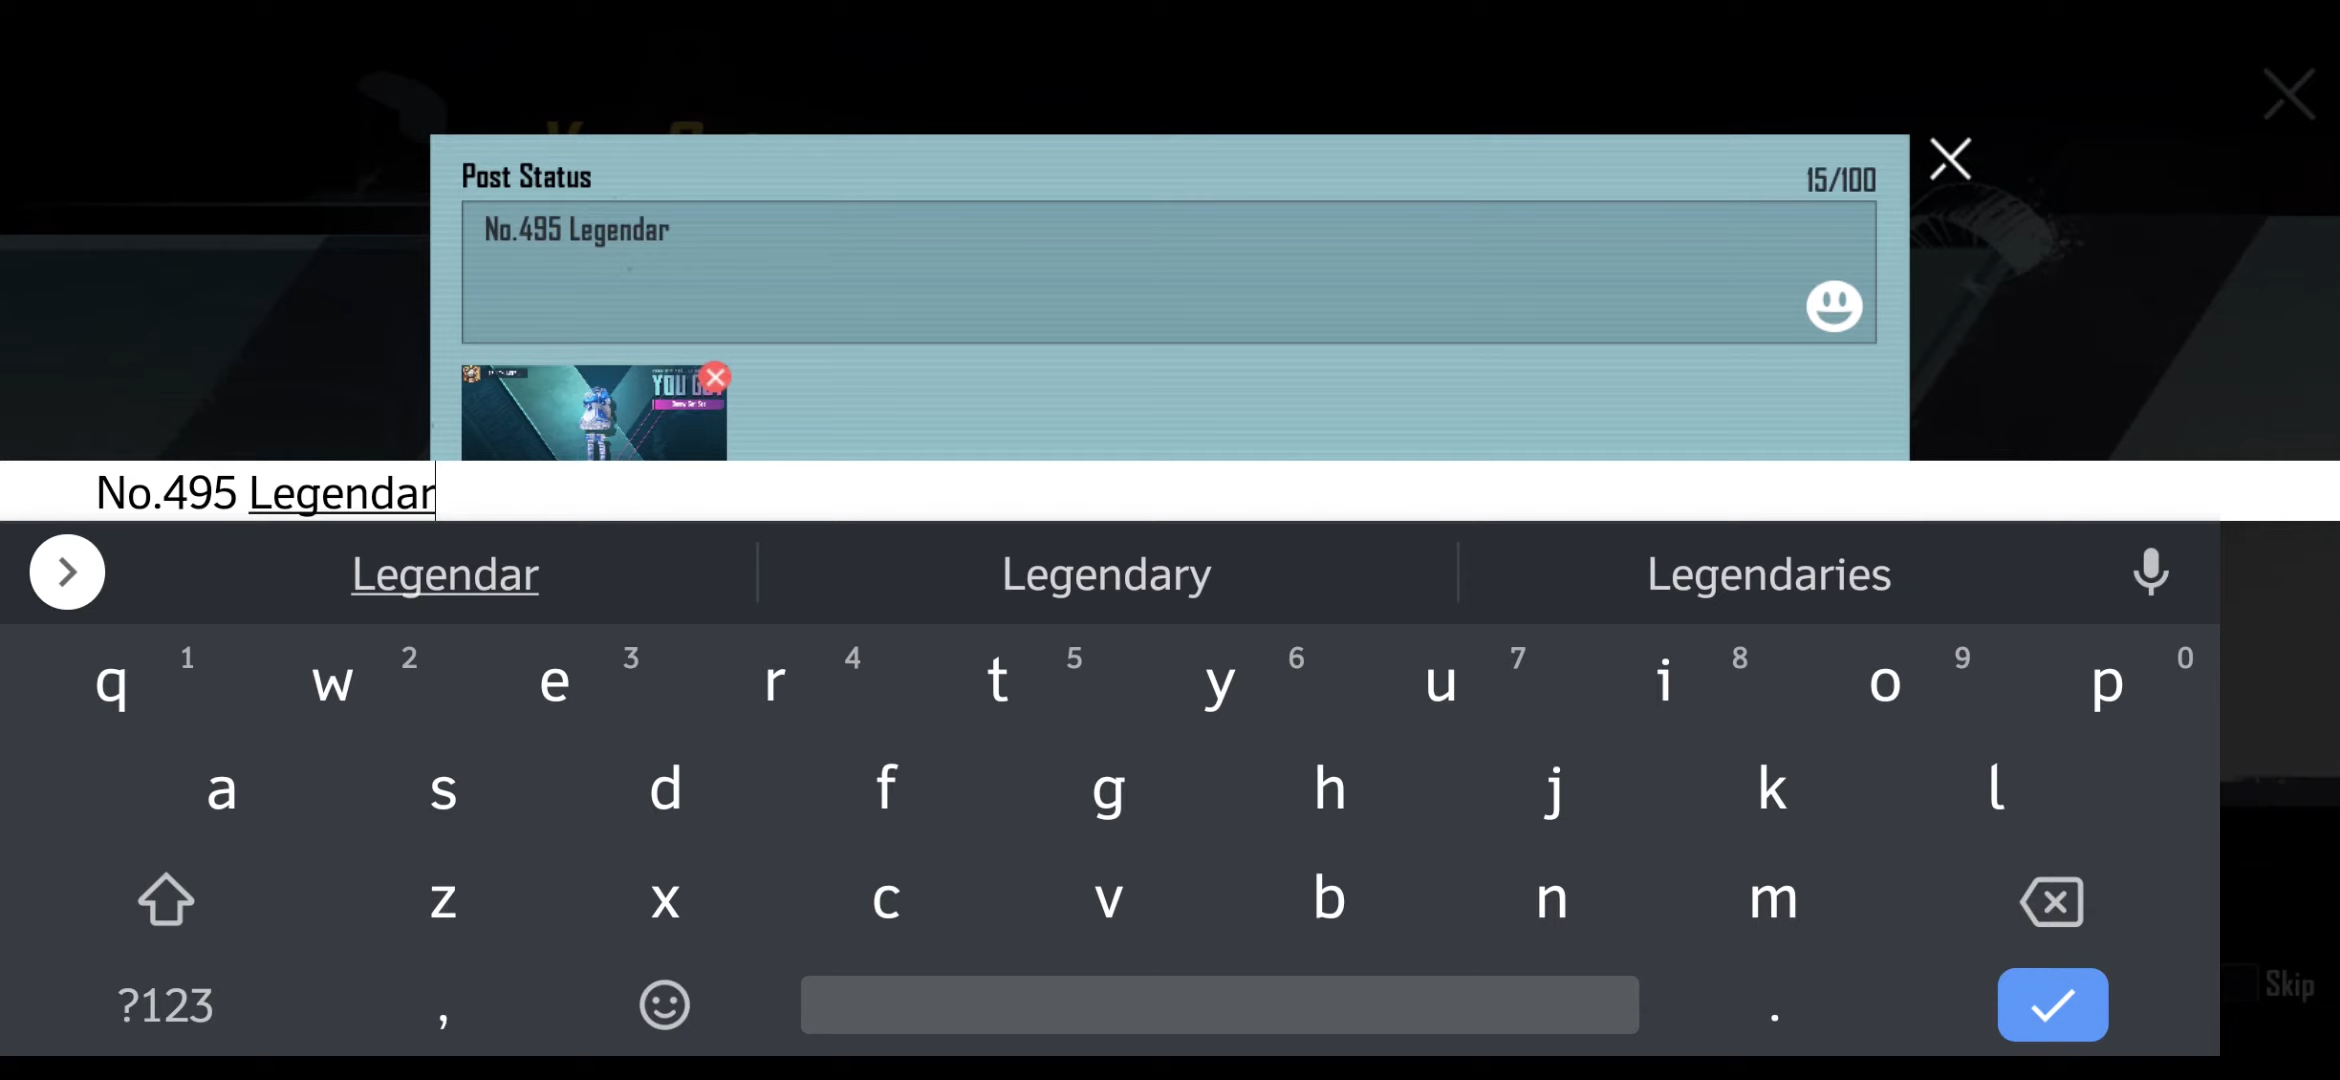 Post Status
15/100
No.495 Legendar
YOU G
No.495 Legendar
Legendar
Legendary
Legendaries
q 1 w 2 e 3 r 4 t 5 y 6 u 7 i 8 o 9 p 0
a s d f g h j k l
z x c v b n m
?123 , .
Skip